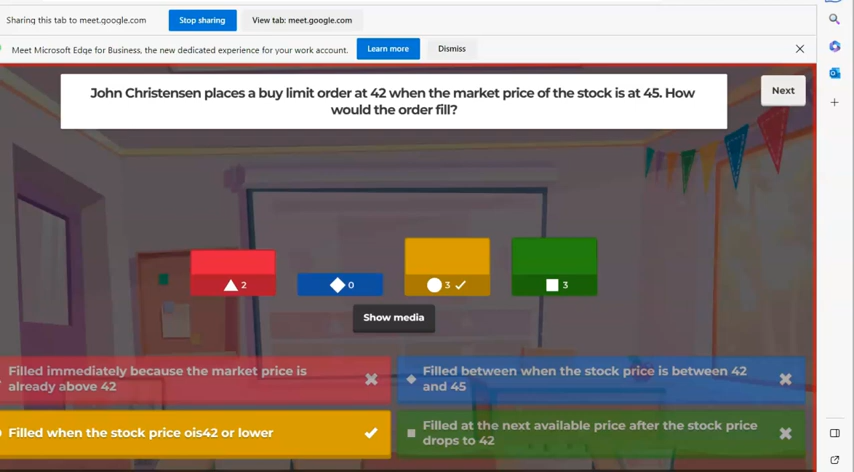 Sharing this tab to meet.google.com
Stop sharing
View tab: meet.google.com
Meet Microsoft Edge for Business, the new dedicated experience for your work account.
Learn more
Dismiss
John Christensen places a buy limit order at 42 when the market price of the stock is at 45. How
would the order fill?
Next
2
0
3
3
Show media
Filled immediately because the market price is
already above 42
Filled between when the stock price is between 42
and 45
Filled when the stock price ois42 or lower
Filled at the next available price after the stock price
drops to 42